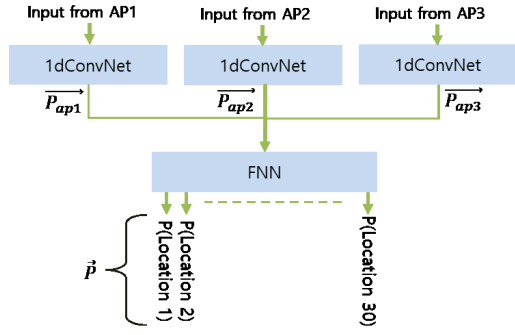 Input from AP1
Input from AP2
Input from AP3
1dConvNet
1dConvNet
1dConvNet
P_ap1
P_ap2
P_ap3
FNN
P(Location 1)
P(Location 2)
P(Location 30)
P